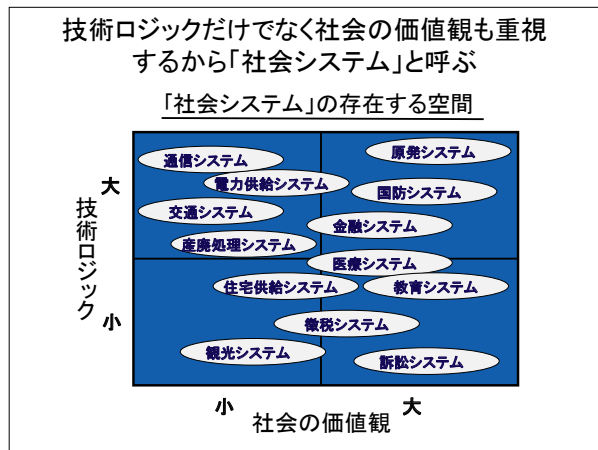 技術ロジックだけでなく社会の価値観も重視
するから「社会システム」と呼ぶ
「社会システム」の存在する空間
通信システム
原発システム
電力供給システム
国防システム
大
交通システム
金融システム
技術ロジック
産廃処理システム
医療システム
住宅供給システム
教育システム
小
徴税システム
観光システム
訴訟システム
小
大
社会の価値観